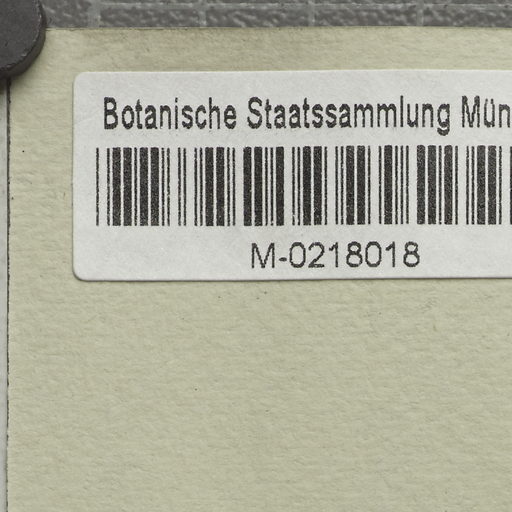 Botanische Staatssammlung Mün
M-0218018